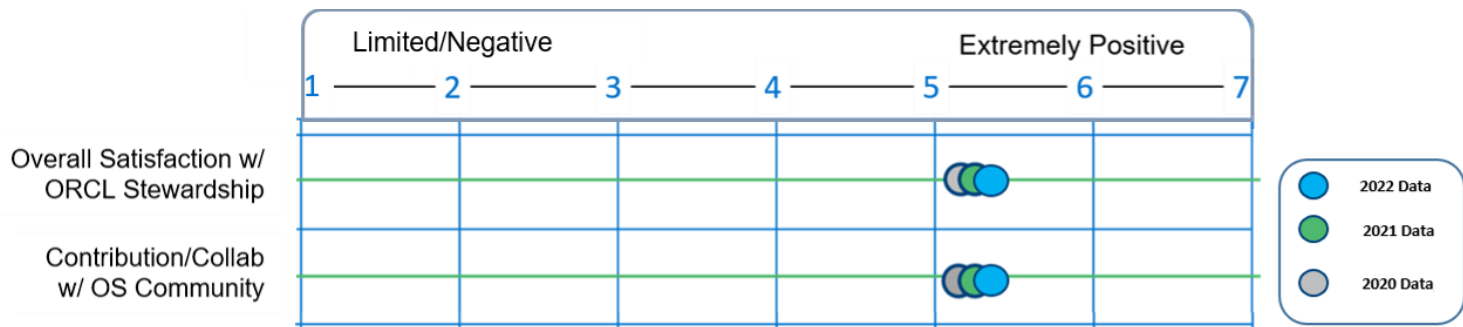 Limited/Negative
Extremely Positive
1 2 3 4 5 6 7
Overall Satisfaction w/
ORCL Stewardship
Contribution/Collab
w/ OS Community
2022 Data
2021 Data
2020 Data